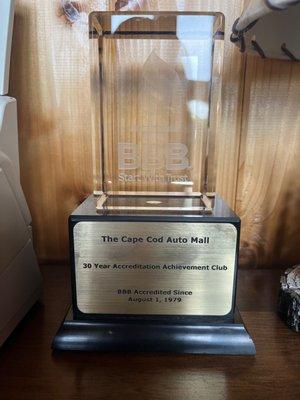 BBB.
Start With Trust
The Cape Cod Auto Mall
30 Year Accreditation Achievement Club
BBB Accredited Since
August 1, 1979